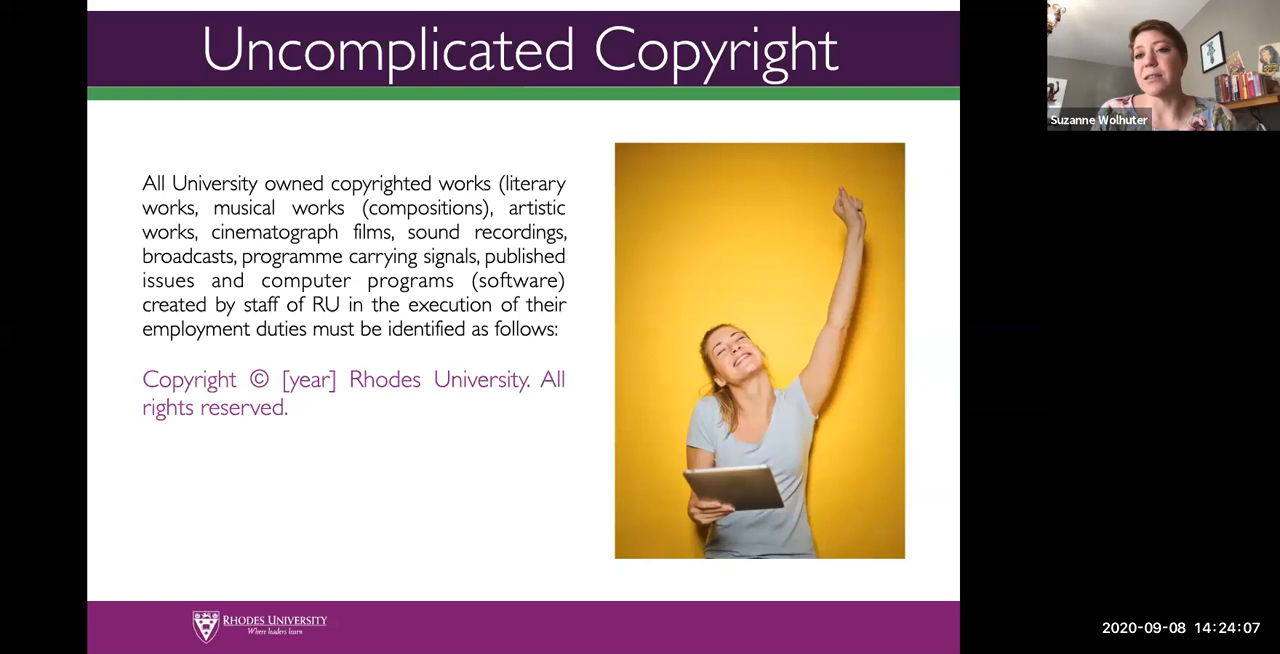 Uncomplicated Copyright
Suzanne Wolhuter
All University owned copyrighted works (literary
works, musical works (compositions), artistic
works, cinematograph films, sound recordings,
broadcasts, programme carrying signals, published
issues and computer programs (software)
created by staff of RU in the execution of their
employment duties must be identified as follows:
Copyright © [year] Rhodes University. All
rights reserved.
RHODES UNIVERSITY
Where leaders learn
2020-09-08 14:24:07